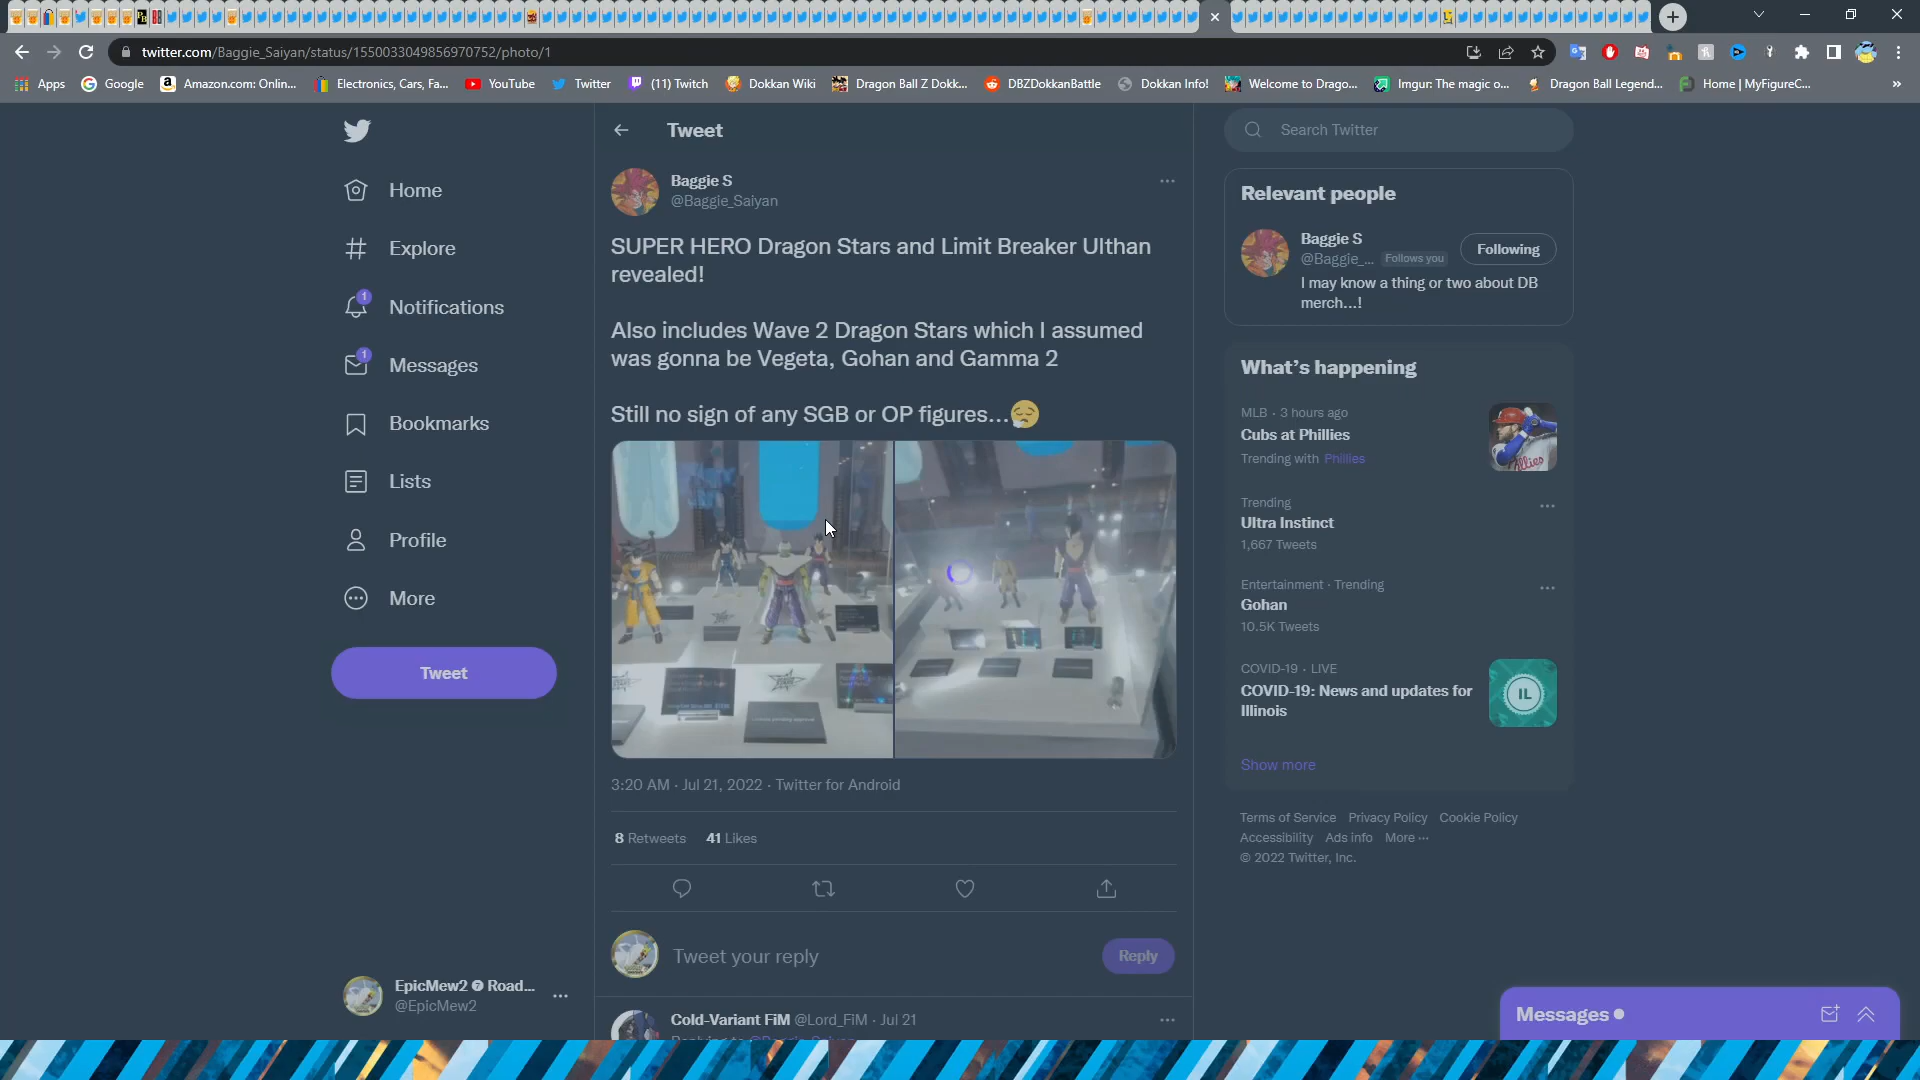 twitter.com/Baggie_Saiyan/status/1550033049856970752/photo/1
Apps
Google
Amazon.com: Onlin...
Electronics, Cars, Fa...
YouTube
Twitter
(11) Twitch
Dokkan Wiki
Dragon Ball Z Dokk...
DBZDokkanBattle
Dokkan Info!
Welcome to Drago...
Imgur: The magic o...
Dragon Ball Legend...
Home | MyFigureC...
Home
Explore
1
Notifications
1
Messages
Bookmarks
Lists
Profile
More
Tweet
EpicMew2 7 Road...
@EpicMew2
Tweet
Baggie S
@Baggie_Saiyan
SUPER HERO Dragon Stars and Limit Breaker Ulthan
revealed!
Also includes Wave 2 Dragon Stars which I assumed
was gonna be Vegeta, Gohan and Gamma 2
Still no sign of any SGB or OP figures...😮‍💨
3:20 AM · Jul 21, 2022 · Twitter for Android
8 Retweets 41 Likes
Tweet your reply
Reply
Cold-Variant FiM @Lord_FiM · Jul 21
Search Twitter
Relevant people
Baggie S
@Baggie_... Follows you
Following
I may know a thing or two about DB
merch...!
What's happening
MLB · 3 hours ago
Cubs at Phillies
Trending with Phillies
Trending
Ultra Instinct
1,667 Tweets
Entertainment · Trending
Gohan
10.5K Tweets
COVID-19 · LIVE
COVID-19: News and updates for
Illinois
IL
Show more
Terms of Service Privacy Policy Cookie Policy
Accessibility Ads info More ···
© 2022 Twitter, Inc.
Messages